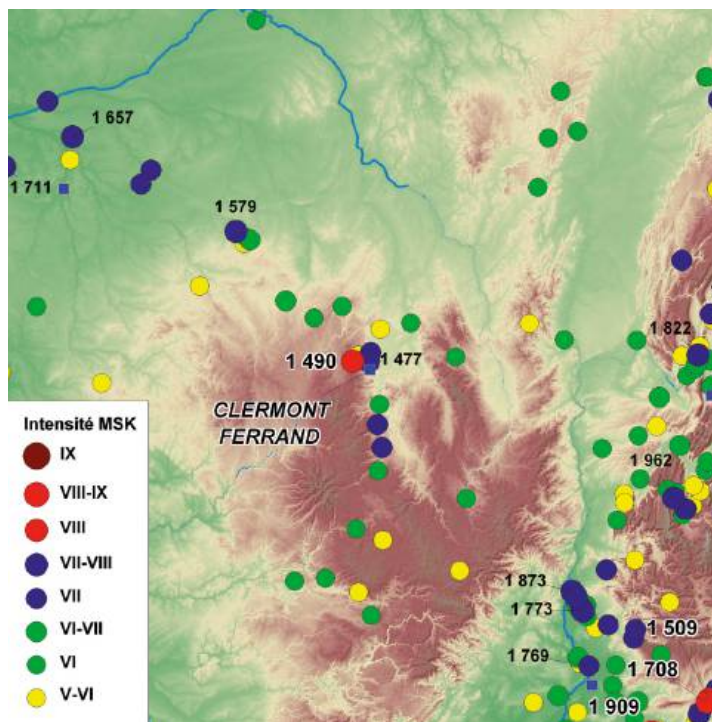 1 657
1 711
1 579
1 822
1 490
1 477
CLERMONT
FERRAND
Intensité MSK
IX
VIII-IX
VIII
VII-VIII
VII
VI-VII
VI
V-VI
1 962
1 873
1 773
1 509
1 769
1 708
1 909